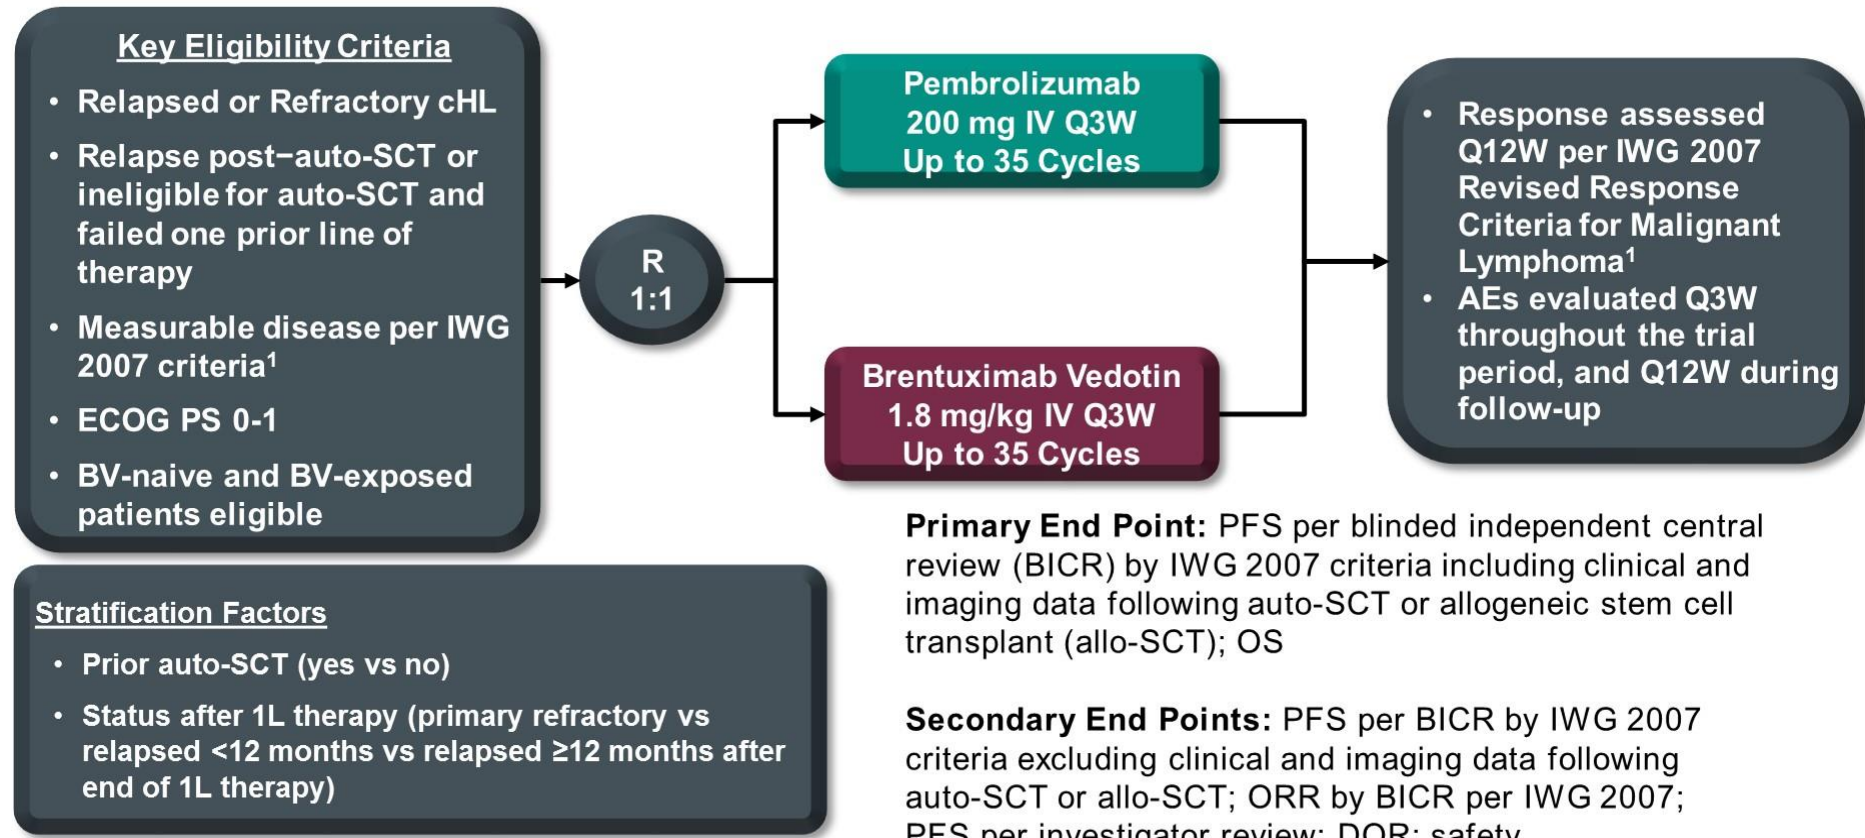 Key Eligibility Criteria
• Relapsed or Refractory cHL
• Relapse post−auto-SCT or
ineligible for auto-SCT and
failed one prior line of
therapy
• Measurable disease per IWG
2007 criteria¹
• ECOG PS 0-1
• BV-naive and BV-exposed
patients eligible
Stratification Factors
• Prior auto-SCT (yes vs no)
• Status after 1L therapy (primary refractory vs
relapsed <12 months vs relapsed ≥12 months after
end of 1L therapy)
R
1:1
Pembrolizumab
200 mg IV Q3W
Up to 35 Cycles
Brentuximab Vedotin
1.8 mg/kg IV Q3W
Up to 35 Cycles
• Response assessed
Q12W per IWG 2007
Revised Response
Criteria for Malignant
Lymphoma¹
• AEs evaluated Q3W
throughout the trial
period, and Q12W during
follow-up
Primary End Point: PFS per blinded independent central
review (BICR) by IWG 2007 criteria including clinical and
imaging data following auto-SCT or allogeneic stem cell
transplant (allo-SCT); OS
Secondary End Points: PFS per BICR by IWG 2007
criteria excluding clinical and imaging data following
auto-SCT or allo-SCT; ORR by BICR per IWG 2007;
PFS per investigator review; DOR; safety